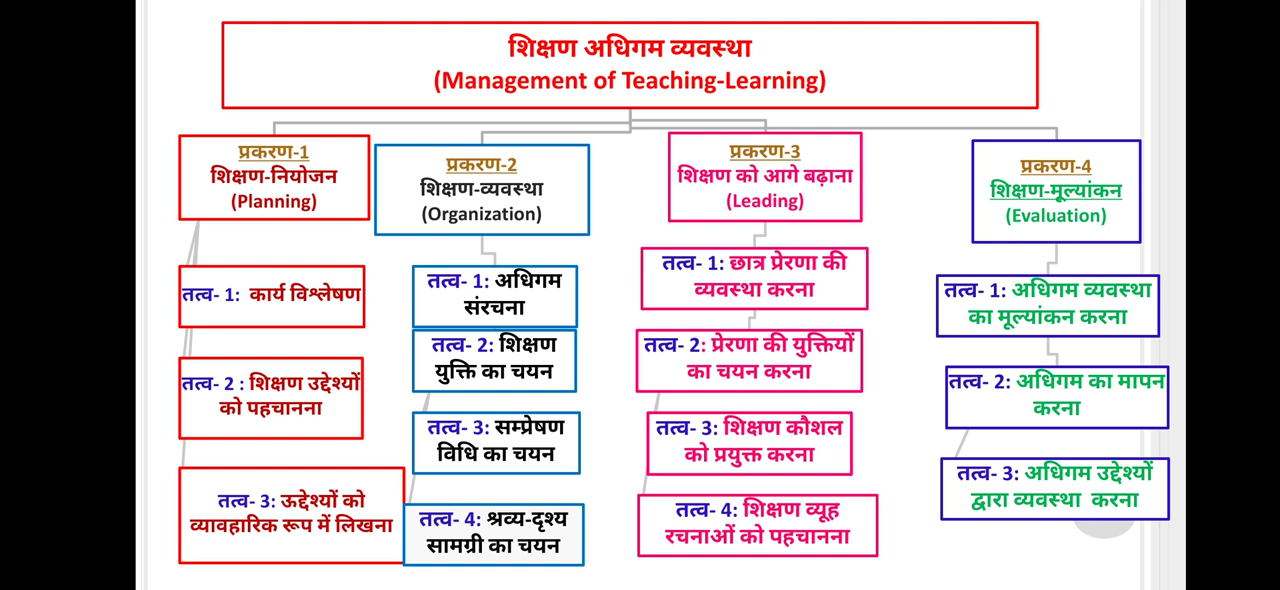 शिक्षण अधिगम व्यवस्था
(Management of Teaching-Learning)
प्रकरण-1
शिक्षण-नियोजन
(Planning)
तत्व- 1: कार्य विश्लेषण
तत्व- 2 : शिक्षण उद्देश्यों
को पहचानना
तत्व- 3: ऊद्देश्यों को
व्यावहारिक रूप में लिखना
प्रकरण-2
शिक्षण-व्यवस्था
(Organization)
तत्व- 1: अधिगम
संरचना
तत्व- 2: शिक्षण
युक्ति का चयन
तत्व- 3: सम्प्रेषण
विधि का चयन
तत्व- 4: श्रव्य-दृश्य
सामग्री का चयन
प्रकरण-3
शिक्षण को आगे बढ़ाना
(Leading)
तत्व- 1: छात्र प्रेरणा की
व्यवस्था करना
तत्व- 2: प्रेरणा की युक्तियों
का चयन करना
तत्व- 3: शिक्षण कौशल
को प्रयुक्त करना
तत्व- 4: शिक्षण व्यूह
रचनाओं को पहचानना
प्रकरण-4
शिक्षण-मूल्यांकन
(Evaluation)
तत्व- 1: अधिगम व्यवस्था
का मूल्यांकन करना
तत्व- 2: अधिगम का मापन
करना
तत्व- 3: अधिगम उद्देश्यों
द्वारा व्यवस्था करना